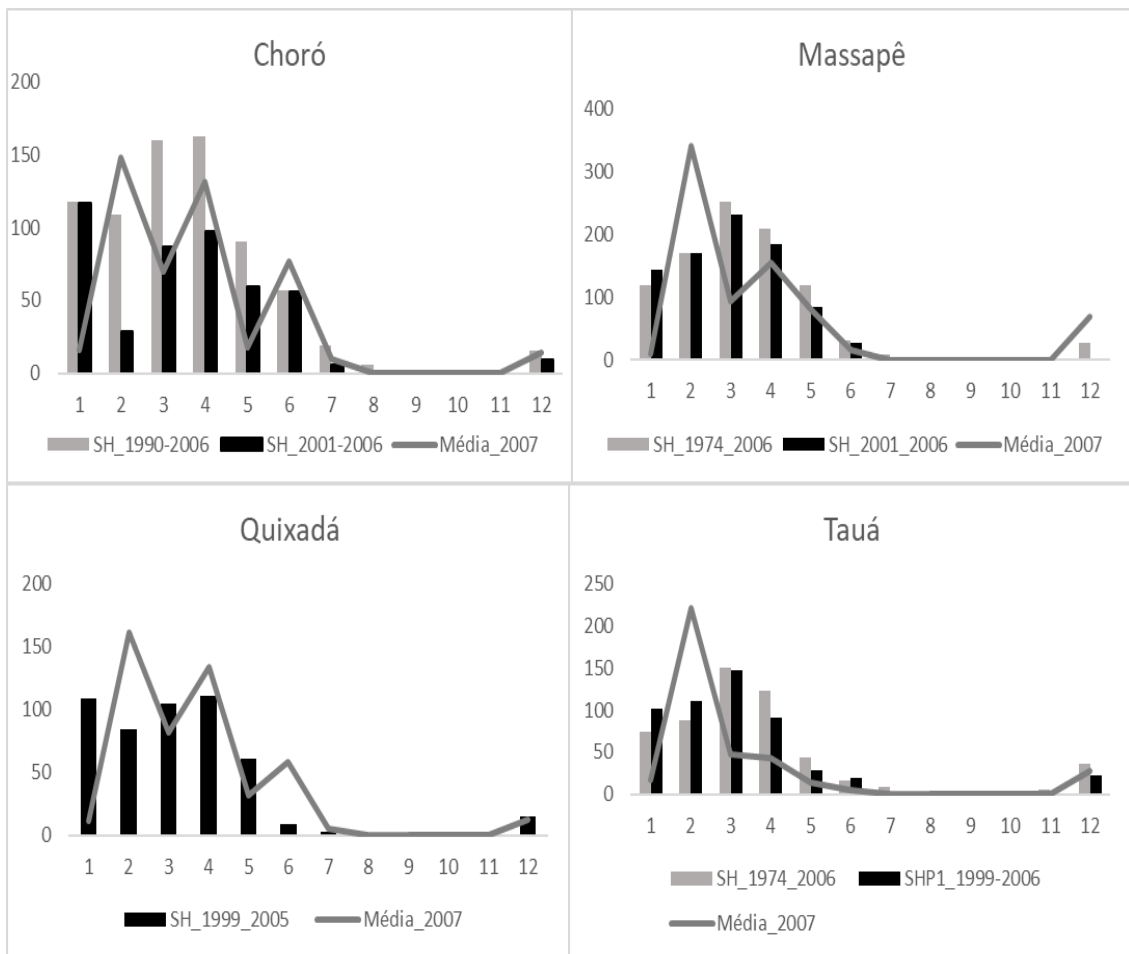 Choró
200
150
100
50
0
1 2 3 4 5 6 7 8 9 10 11 12
SH_1990-2006 SH_2001-2006 Média_2007
Massapê
400
300
200
100
0
1 2 3 4 5 6 7 8 9 10 11 12
SH_1974_2006 SH_2001_2006 Média_2007
Quixadá
200
150
100
50
0
1 2 3 4 5 6 7 8 9 10 11 12
SH_1999_2005 Média_2007
Tauá
250
200
150
100
50
0
1 2 3 4 5 6 7 8 9 10 11 12
SH_1974_2006 SHP1_1999-2006
Média_2007